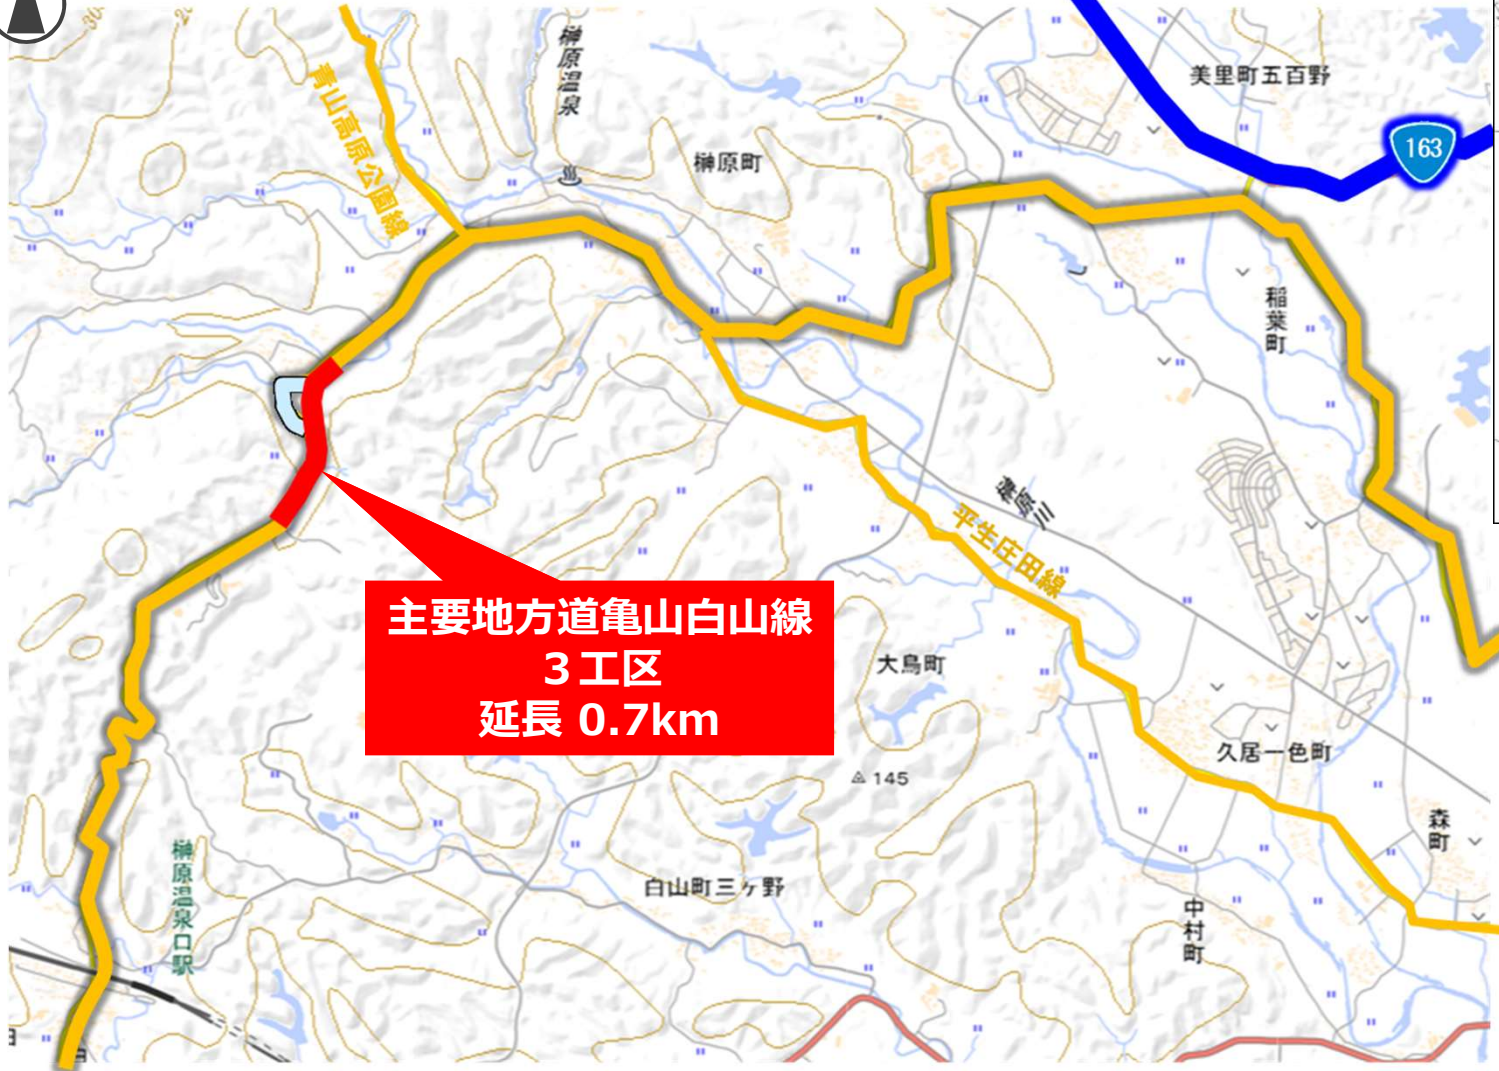 美里町五百野
163
榊原温泉
青山高原公園線
榊原町
稲葉町
榊原川
平生庄田線
主要地方道亀山白山線
3工区
延長 0.7km
大鳥町
145
久居一色町
森町
榊原温泉口駅
白山町三ヶ野
中村町